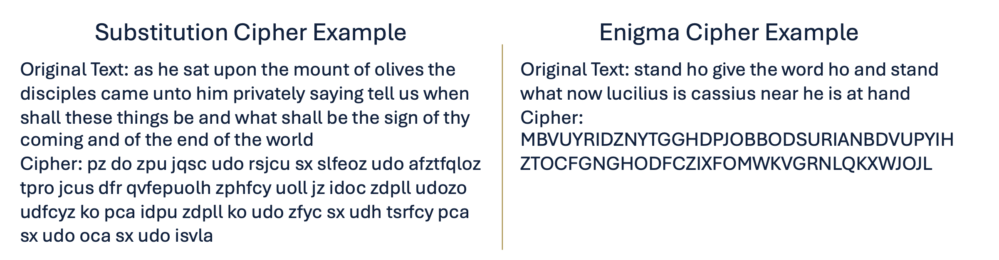 Substitution Cipher Example
Original Text: as he sat upon the mount of olives the
disciples came unto him privately saying tell us when
shall these things be and what shall be the sign of thy
coming and of the end of the world
Cipher: pz do zpu jqsc udo rsjcu sx slfeoz udo afztfqloz
tpro jcus dfr qvfepuolh zphfcy uoll jz idoc zdpll udozo
udfcyz ko pca idpu zdpll ko udo zfyc sx udh tsrfcy pca
sx udo oca sx udo isvla
Enigma Cipher Example
Original Text: stand ho give the word ho and stand
what now lucilius is cassius near he is at hand
Cipher:
MBVUYRIDZNYTGGHDPJOBBODSURIANBDVUPYIH
ZTOCFGNGHODFCZIXFOMWKVGRNLQKXWJOJL